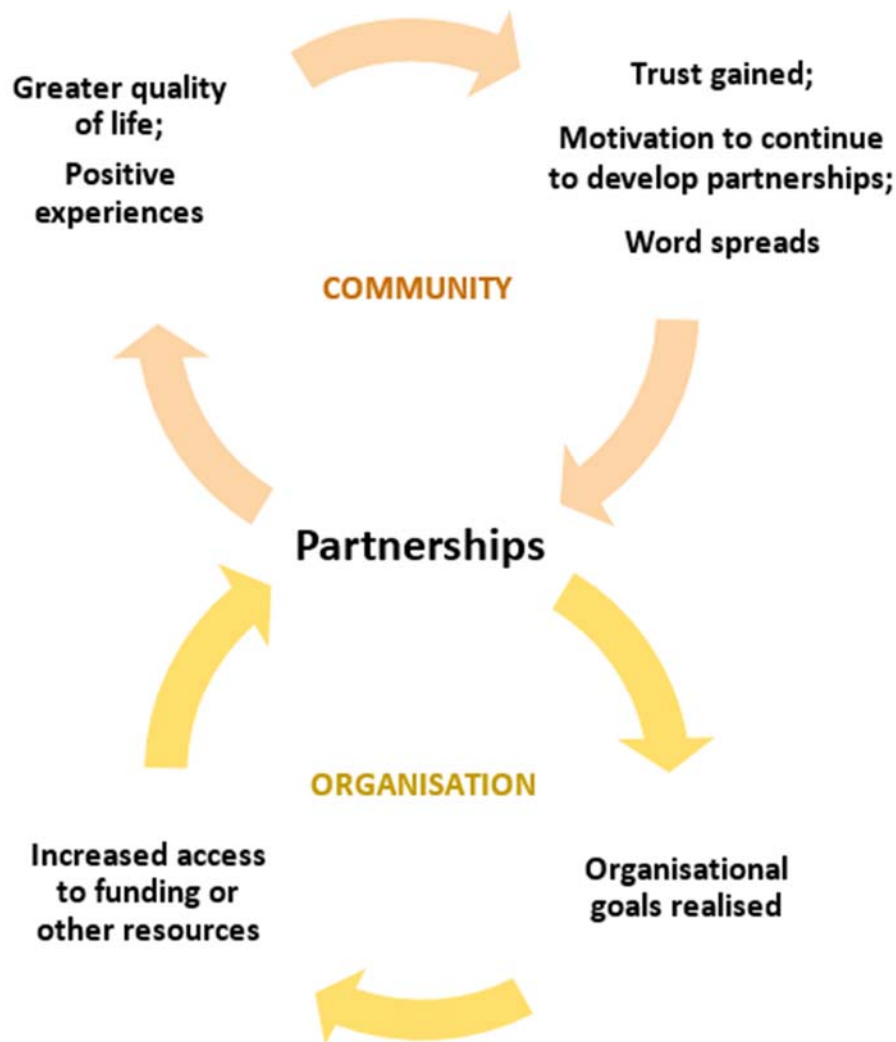 Greater quality
of life;
Positive
experiences
Trust gained;
Motivation to continue
to develop partnerships;
Word spreads
COMMUNITY
Partnerships
ORGANISATION
Increased access
to funding or
other resources
Organisational
goals realised